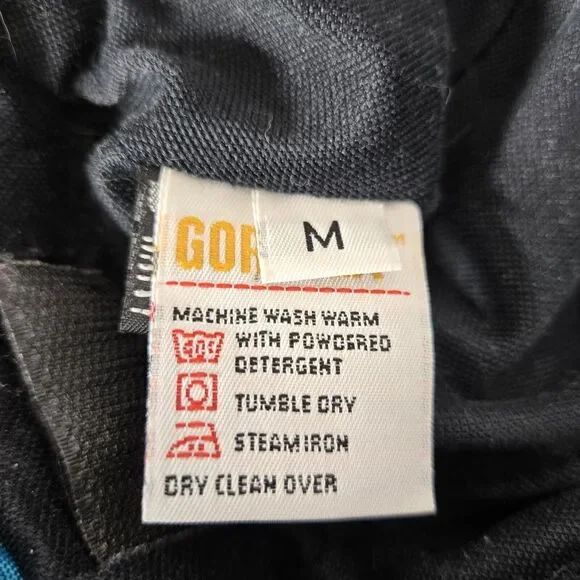 GOR
M
M
MACHINE WASH WARM
WITH POWDERED
DETERGENT
TUMBLE DRY
STEAM IRON
DRY CLEAN OVER